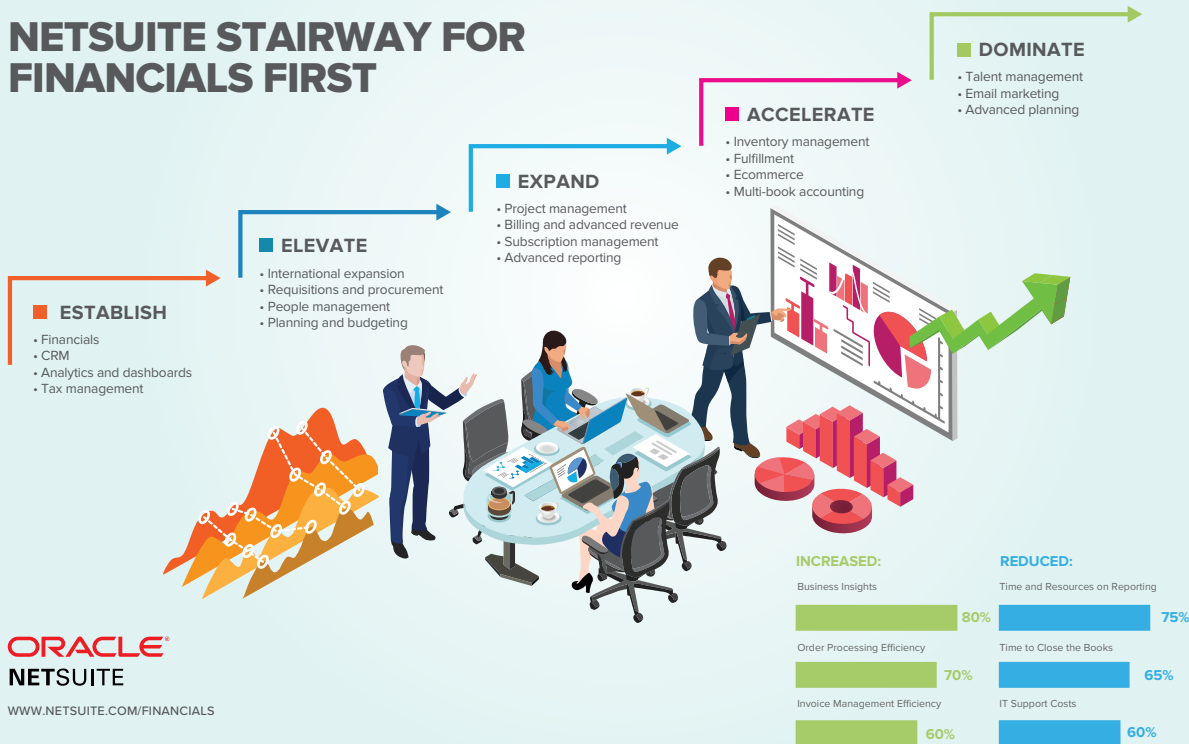 NETSUITE STAIRWAY FOR
FINANCIALS FIRST
ESTABLISH
• Financials
• CRM
• Analytics and dashboards
• Tax management
ELEVATE
• International expansion
• Requisitions and procurement
• People management
• Planning and budgeting
EXPAND
• Project management
• Billing and advanced revenue
• Subscription management
• Advanced reporting
ACCELERATE
• Inventory management
• Fulfillment
• Ecommerce
• Multi-book accounting
DOMINATE
• Talent management
• Email marketing
• Advanced planning
INCREASED:
Business Insights
80%
Order Processing Efficiency
70%
Invoice Management Efficiency
60%
REDUCED:
Time and Resources on Reporting
75%
Time to Close the Books
65%
IT Support Costs
60%
ORACLE®
NETSUITE
WWW.NETSUITE.COM/FINANCIALS